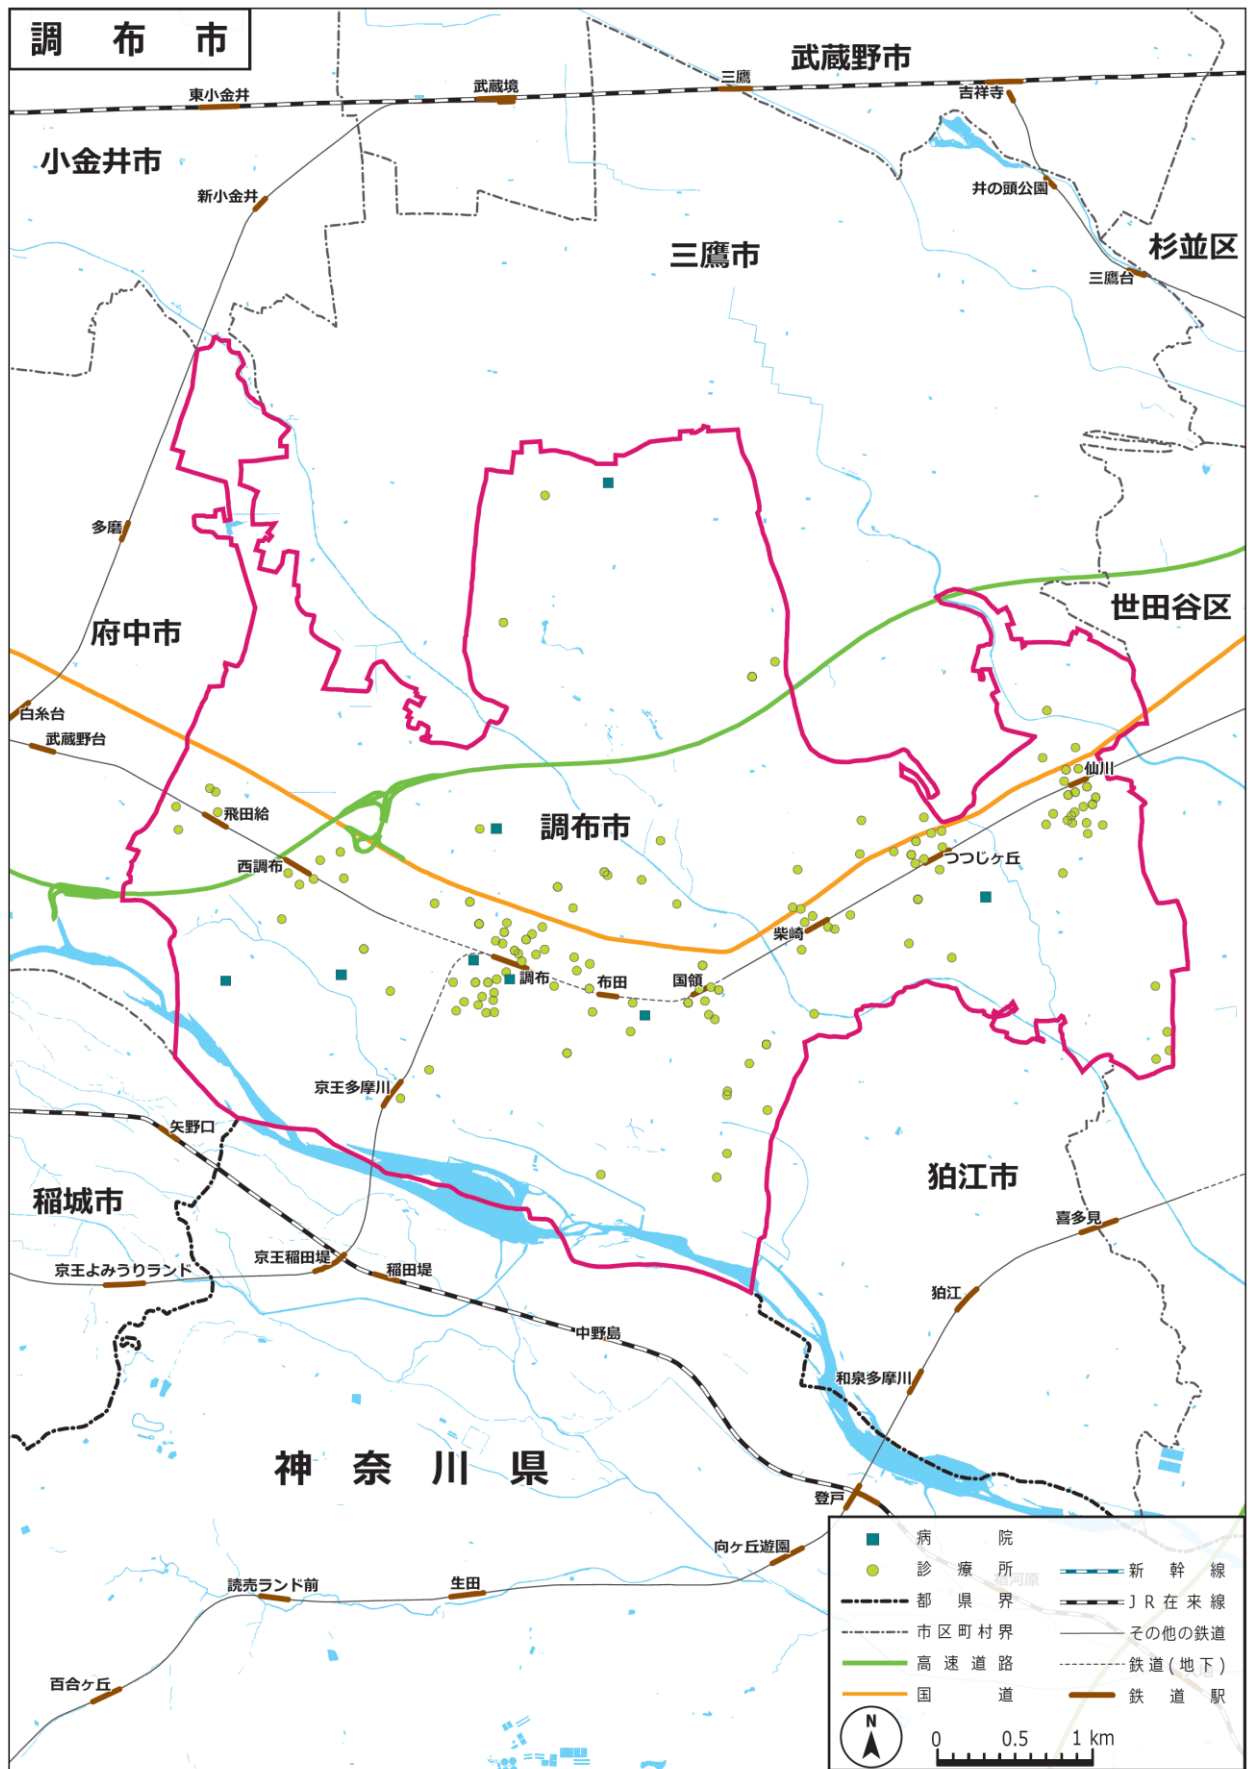 調布市
武蔵野市
三鷹
武蔵境
東小金井
吉祥寺
小金井市
新小金井
井の頭公園
三鷹市
杉並区
三鷹台
多磨
府中市
世田谷区
白糸台
武蔵野台
飛田給
調布市
仙川
西調布
つつじヶ丘
柴崎
調布
布田
国領
京王多摩川
矢野口
稲城市
狛江市
喜多見
京王よみうりランド
京王稲田堤
稲田堤
狛江
中野島
和泉多摩川
神奈川県
登戸
向ヶ丘遊園
読売ランド前
生田
百合ヶ丘
病院
診療所
新幹線
都県界
JR在来線
市区町村界
その他の鉄道
高速道路
鉄道(地下)
国道
鉄道駅
N
0 0.5 1 km